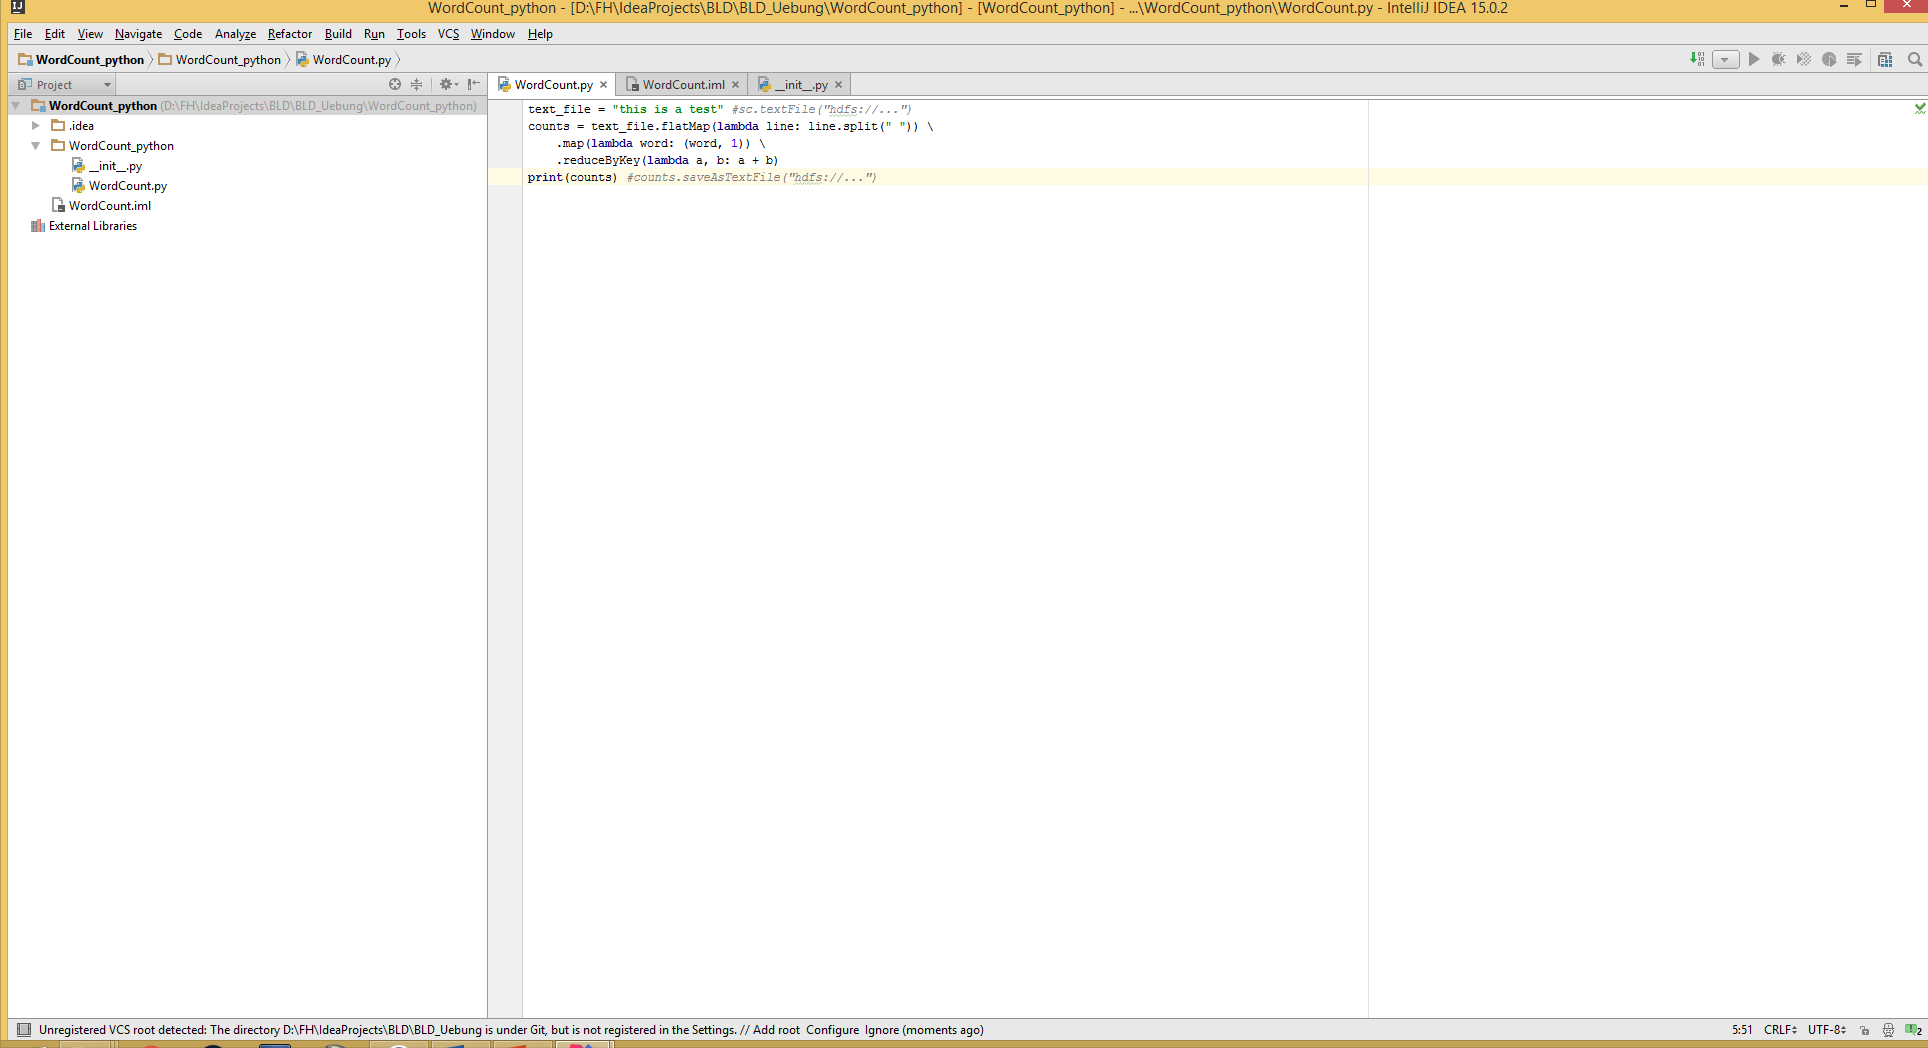 WordCount_python - [D:\FH\IdeaProjects\BLD\BLD_Uebung\WordCount_python] - [WordCount_python] - ...\WordCount_python\WordCount.py - IntelliJ IDEA 15.0.2
File Edit View Navigate Code Analyze Refactor Build Run Tools VCS Window Help
WordCount_python WordCount_python WordCount.py
Project
WordCount.py WordCount.iml __init__.py
WordCount_python (D:\FH\IdeaProjects\BLD\BLD_Uebung\WordCount_python)
.idea
WordCount_python
__init__.py
WordCount.py
WordCount.iml
External Libraries
text_file = "this is a test" #sc.textFile("hdfs://...")
counts = text_file.flatMap(lambda line: line.split(" ")) \
    .map(lambda word: (word, 1)) \
    .reduceByKey(lambda a, b: a + b)
print(counts) #counts.saveAsTextFile("hdfs://...")
Unregistered VCS root detected: The directory D:\FH\IdeaProjects\BLD\BLD_Uebung is under Git, but is not registered in the Settings. // Add root Configure Ignore (moments ago)
5:51 CRLF UTF-8 2